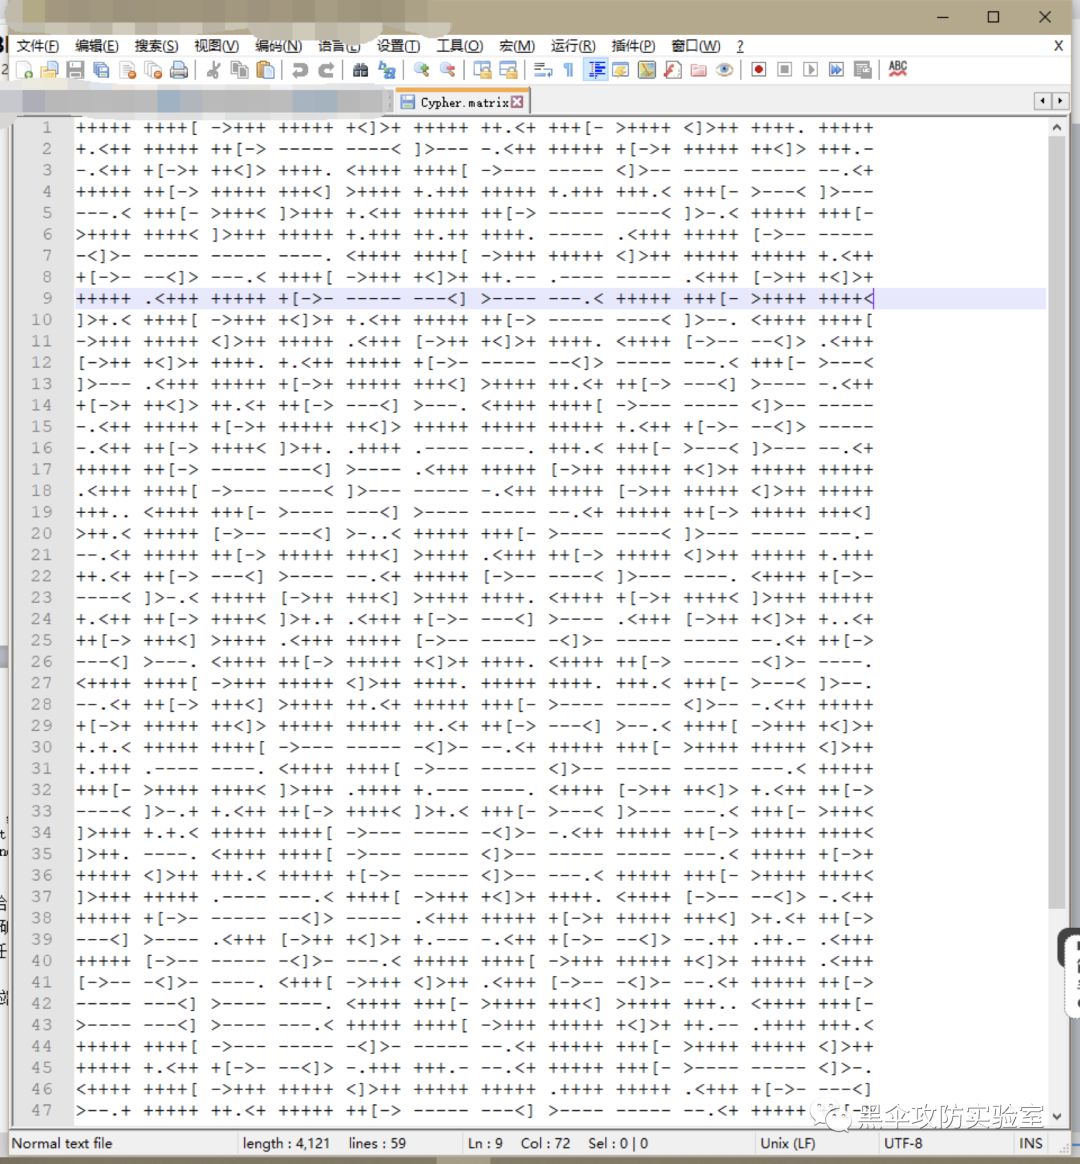 文件(F) 编辑(E) 搜索(S) 视图(V) 编码(N) 语言(L) 设置(T) 工具(O) 宏(M) 运行(R) 插件(P) 窗口(W) ? X
ABC
Cypher.matrix
1 +++++ ++++[ ->+++ +++++ +<]>+ +++++ ++.<+ +++[- >++++ <]>++ ++++. +++++
2 +.<++ +++++ ++[-> ----- ----< ]>--- -.<++ +++++ +[->+ +++++ ++<]> +++.-
3 -.<++ +[->+ ++<]> ++++. <++++ ++++[ ->--- ----- <]>-- ----- ----- --.<+
4 +++++ ++[-> +++++ +++<] >++++ +.+++ +++++ +.+++ +++.< +++[- >---< ]>---
5 ---.< +++[- >+++< ]>+++ +.<++ +++++ ++[-> ----- ----< ]>-.< +++++ +++[-
6 >++++ ++++< ]>+++ +++++ +.+++ ++.++ ++++. ----- .<+++ +++++ [->-- -----
7 -<]>- ----- ----- ----. <++++ ++++[ ->+++ +++++ <]>++ +++++ +++++ +.<++
8 +[->- --<]> ---.< ++++[ ->+++ +<]>+ ++.-- .---- ----- .<+++ [->++ +<]>+
9 +++++ .<+++ +++++ +[->- ----- ---<] >---- ---.< +++++ +++[- >++++ ++++<
10 ]>+.< ++++[ ->+++ +<]>+ +.<++ +++++ ++[-> ----- ----< ]>--. <++++ ++++[
11 ->+++ +++++ <]>++ +++++ .<+++ [->++ +<]>+ ++++. <++++ [->-- --<]> .<+++
12 [->++ +<]>+ ++++. +.<++ +++++ +[->- ----- --<]> ----- ---.< +++[- >---<
13 ]>--- .<+++ +++++ +[->+ +++++ +++<] >++++ ++.<+ ++[-> ---<] >---- -.<++
14 +[->+ ++<]> ++.<+ ++[-> ---<] >---. <++++ ++++[ ->--- ----- <]>-- -----
15 -.<++ +++++ +[->+ +++++ ++<]> +++++ +++++ +++++ +.<++ +[->- --<]> -----
16 -.<++ ++[-> ++++< ]>++. .++++ .---- ----. +++.< +++[- >---< ]>--- --.<+
17 +++++ ++[-> ----- ---<] >---- .<+++ +++++ [->++ +++++ +<]>+ +++++ +++++
18 .<+++ ++++[ ->--- ----< ]>--- ----- -.<++ +++++ [->++ +++++ <]>++ +++++
19 +++.. <++++ +++[- >---- ---<] >---- ----- --.<+ +++++ ++[-> +++++ +++<]
20 >++.< +++++ [->-- ---<] >-..< +++++ +++[- >---- ----< ]>--- ----- ---.-
21 --.<+ +++++ ++[-> +++++ +++<] >++++ .<+++ ++[-> +++++ <]>++ +++++ +.+++
22 ++.<+ ++[-> ---<] >---- --.<+ +++++ [->-- ----< ]>--- ----. <++++ +[->-
23 ----< ]>-.< +++++ [->++ +++<] >++++ ++++. <++++ +[->+ ++++< ]>+++ +++++
24 +.<++ ++[-> ++++< ]>+.+ .<+++ +[->- ---<] >---- .<+++ [->++ +<]>+ +..<+
25 ++[-> +++<] >++++ .<+++ +++++ [->-- ----- -<]>- ----- ----- --.<+ ++[->
26 ---<] >---. <++++ ++[-> +++++ +<]>+ ++++. <++++ ++[-> ----- -<]>- ----.
27 <++++ ++++[ ->+++ +++++ <]>++ ++++. +++++ ++++. +++.< +++[- >---< ]>--.
28 --.<+ ++[-> +++<] >++++ ++.<+ +++++ +++[- >---- ----- <]>-- -.<++ +++++
29 +[->+ +++++ ++<]> +++++ +++++ ++.<+ ++[-> ---<] >--.< ++++[ ->+++ +<]>+
30 +.+.< +++++ ++++[ ->--- ----- -<]>- --.<+ +++++ +++[- >++++ +++++ <]>++
31 +.+++ .---- ----. <++++ ++++[ ->--- ----- <]>-- ----- ----- ---.< +++++
32 +++[- >++++ ++++< ]>+++ .++++ +.--- ----. <++++ [->++ ++<]> +.<++ ++[->
33 ----< ]>-.+ +.<++ ++[-> ++++< ]>+.< +++[- >---< ]>--- ---.< +++[- >+++<
34 ]>+++ +.+.< +++++ ++++[ ->--- ----- -<]>- -.<++ +++++ ++[-> +++++ ++++<
35 ]>++. ----. <++++ ++++[ ->--- ----- <]>-- ----- ----- ---.< +++++ +[->+
36 +++++ <]>++ +++.< +++++ +[->- ----- <]>-- ---.< +++++ +++[- >++++ ++++<
37 ]>+++ +++++ .---- ---.< ++++[ ->+++ +<]>+ ++++. <++++ [->-- --<]> -.<++
38 +++++ +[->- ----- --<]> ----- .<+++ +++++ +[->+ +++++ +++<] >+.<+ ++[->
39 ---<] >---- .<+++ [->++ +<]>+ +.--- -.<++ +[->- --<]> --.++ .++.- .<+++
40 +++++ [->-- ----- -<]>- ---.< +++++ ++++[ ->+++ +++++ +<]>+ ++++. .<+++
41 [->-- -<]>- ----. <+++[ ->+++ <]>++ .<+++ [->-- -<]>- --.<+ +++++ ++[->
42 ----- ---<] >---- ----. <++++ +++[- >++++ +++<] >++++ +++.. <++++ +++[-
43 >---- ---<] >---- ---.< +++++ ++++[ ->+++ +++++ +<]>+ ++.-- .++++ +++.<
44 +++++ ++++[ ->--- ----- -<]>- ----- --.<+ +++++ +++[- >++++ +++++ <]>++
45 +++++ +.<++ +[->- --<]> -.+++ +++.- --.<+ +++++ +++[- >---- ----- <]>-.
46 <++++ ++++[ ->+++ +++++ <]>++ +++++ +++++ .++++ +++++ .<+++ +[->- ---<]
47 >--.+ +++++ ++.<+ +++++ ++[-> ----- ---<] >---- ----- --.<+ +++++ ++[--
黑伞攻防实验室
Normal text file length : 4,121 lines : 59 Ln : 9 Col : 72 Sel : 0 | 0 Unix (LF) UTF-8 INS